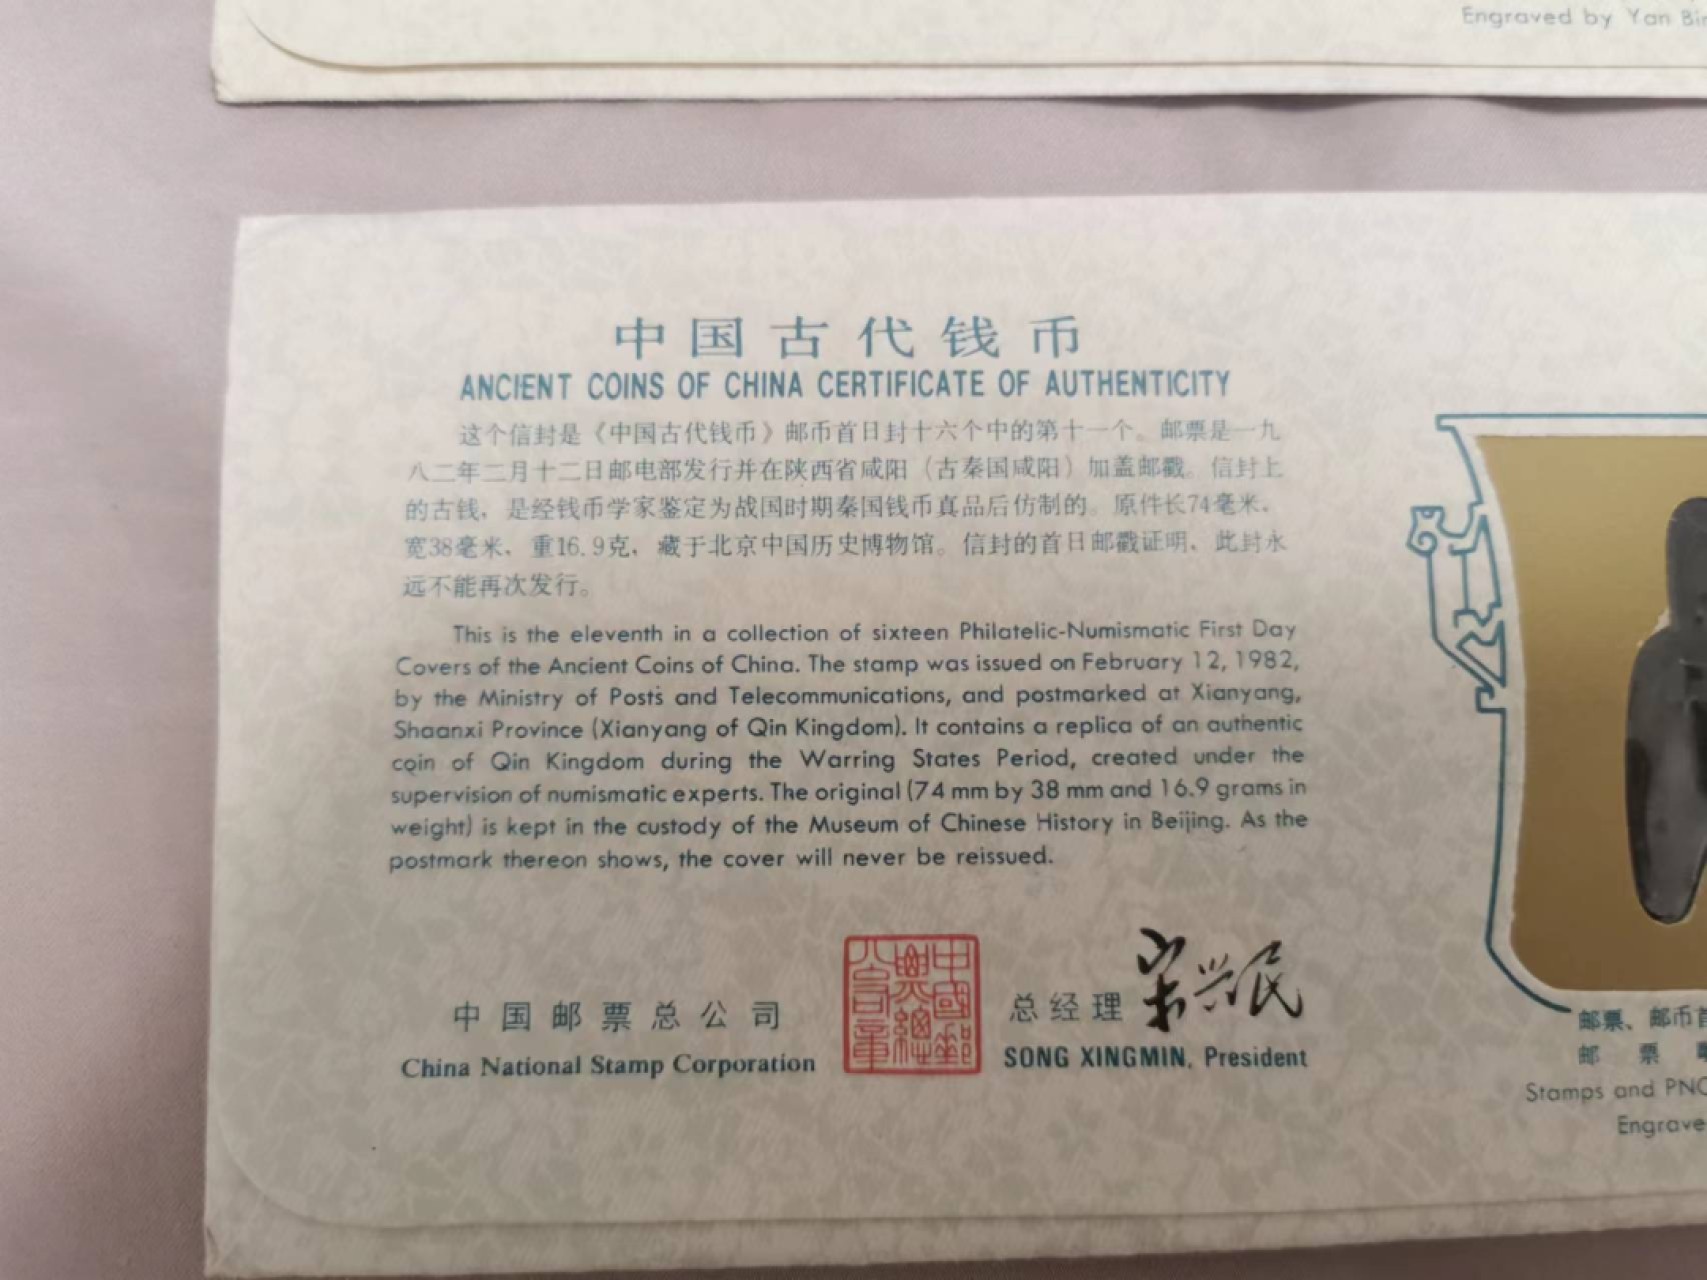 Engraved by Yan
中国古代钱币
ANCIENT COINS OF CHINA CERTIFICATE OF AUTHENTICITY
这个信封是《中国古代钱币》邮币首日封十六个中的第十一个。邮票是一九
八二年二月十二日邮电部发行并在陕西省咸阳（古秦国咸阳）加盖邮戳。信封上
的古钱，是经钱币学家鉴定为战国时期秦国钱币真品后仿制的。原件长74毫米、
宽38毫米、重16.9克，藏于北京中国历史博物馆。信封的首日邮戳证明，此封永
远不能再次发行。
This is the eleventh in a collection of sixteen Philatelic-Numismatic First Day
Covers of the Ancient Coins of China. The stamp was issued on February 12, 1982,
by the Ministry of Posts and Telecommunications, and postmarked at Xianyang,
Shaanxi Province (Xianyang of Qin Kingdom). It contains a replica of an authentic
coin of Qin Kingdom during the Warring States Period, created under the
supervision of numismatic experts. The original (74 mm by 38 mm and 16.9 grams in
weight) is kept in the custody of the Museum of Chinese History in Beijing. As the
postmark thereon shows, the cover will never be reissued.
中国邮票总公司
China National Stamp Corporation
中國郵票總公司章
总经理 宋兴民
SONG XINGMIN, President
邮票、邮币首
邮票
Stamps and PNC
Engrave